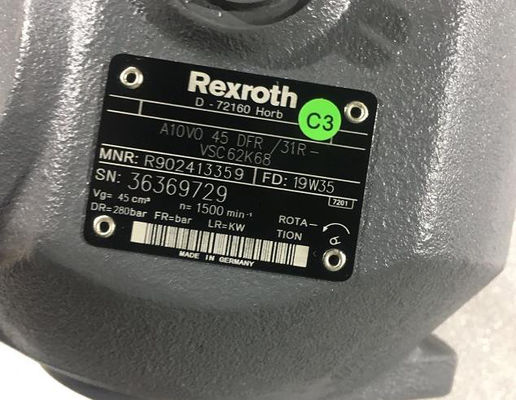 Rexroth
D - 72160 Horb
C3
A10VO 45 DFR /31R-
VSC62K68
MNR: R902413359 FD: 19W35
SN: 36369729 7201
Vg= 45 cm³ n= 1500 min-¹ ROTA-
DR=280bar FR=bar LR=KW TION
MADE IN GERMANY